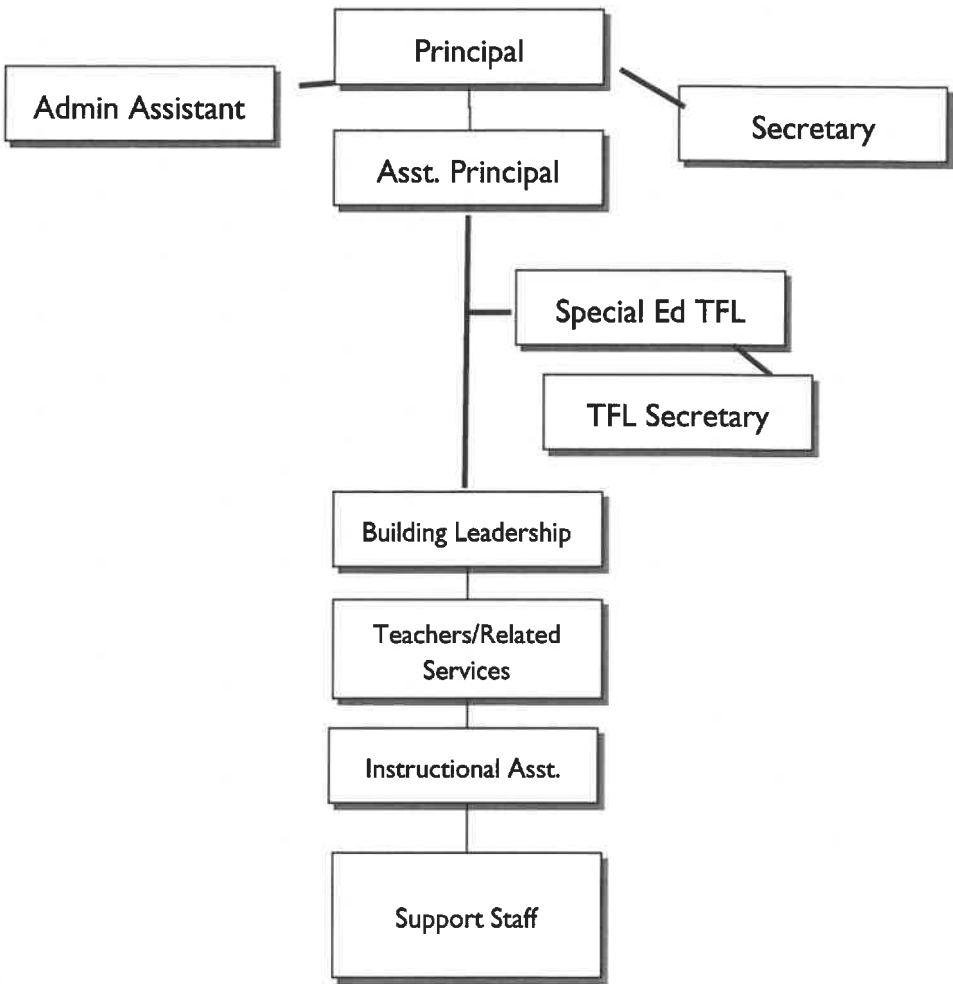 Principal
Admin Assistant
Secretary
Asst. Principal
Special Ed TFL
TFL Secretary
Building Leadership
Teachers/Related
Services
Instructional Asst.
Support Staff